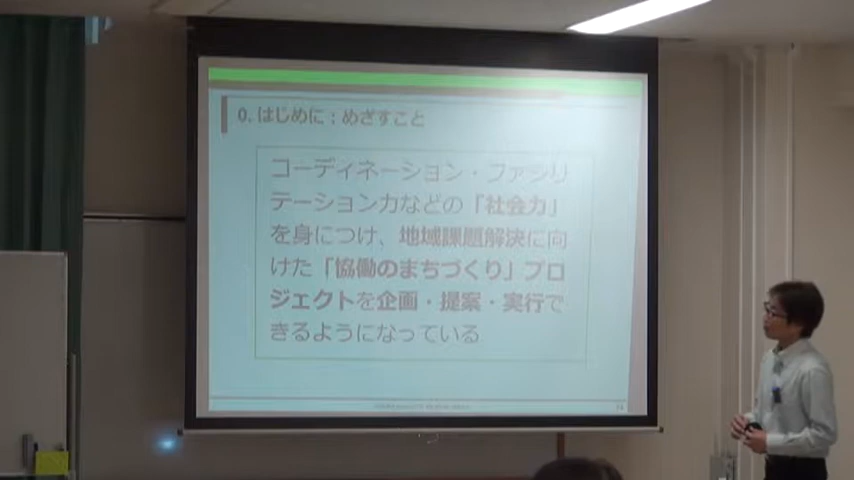 0. はじめに：めざすこと
コーディネーション・ファシリ
テーション力などの「社会力」
を身につけ、地域課題解決に向
けた「協働のまちづくり」プロ
ジェクトを企画・提案・実行で
きるようになっている